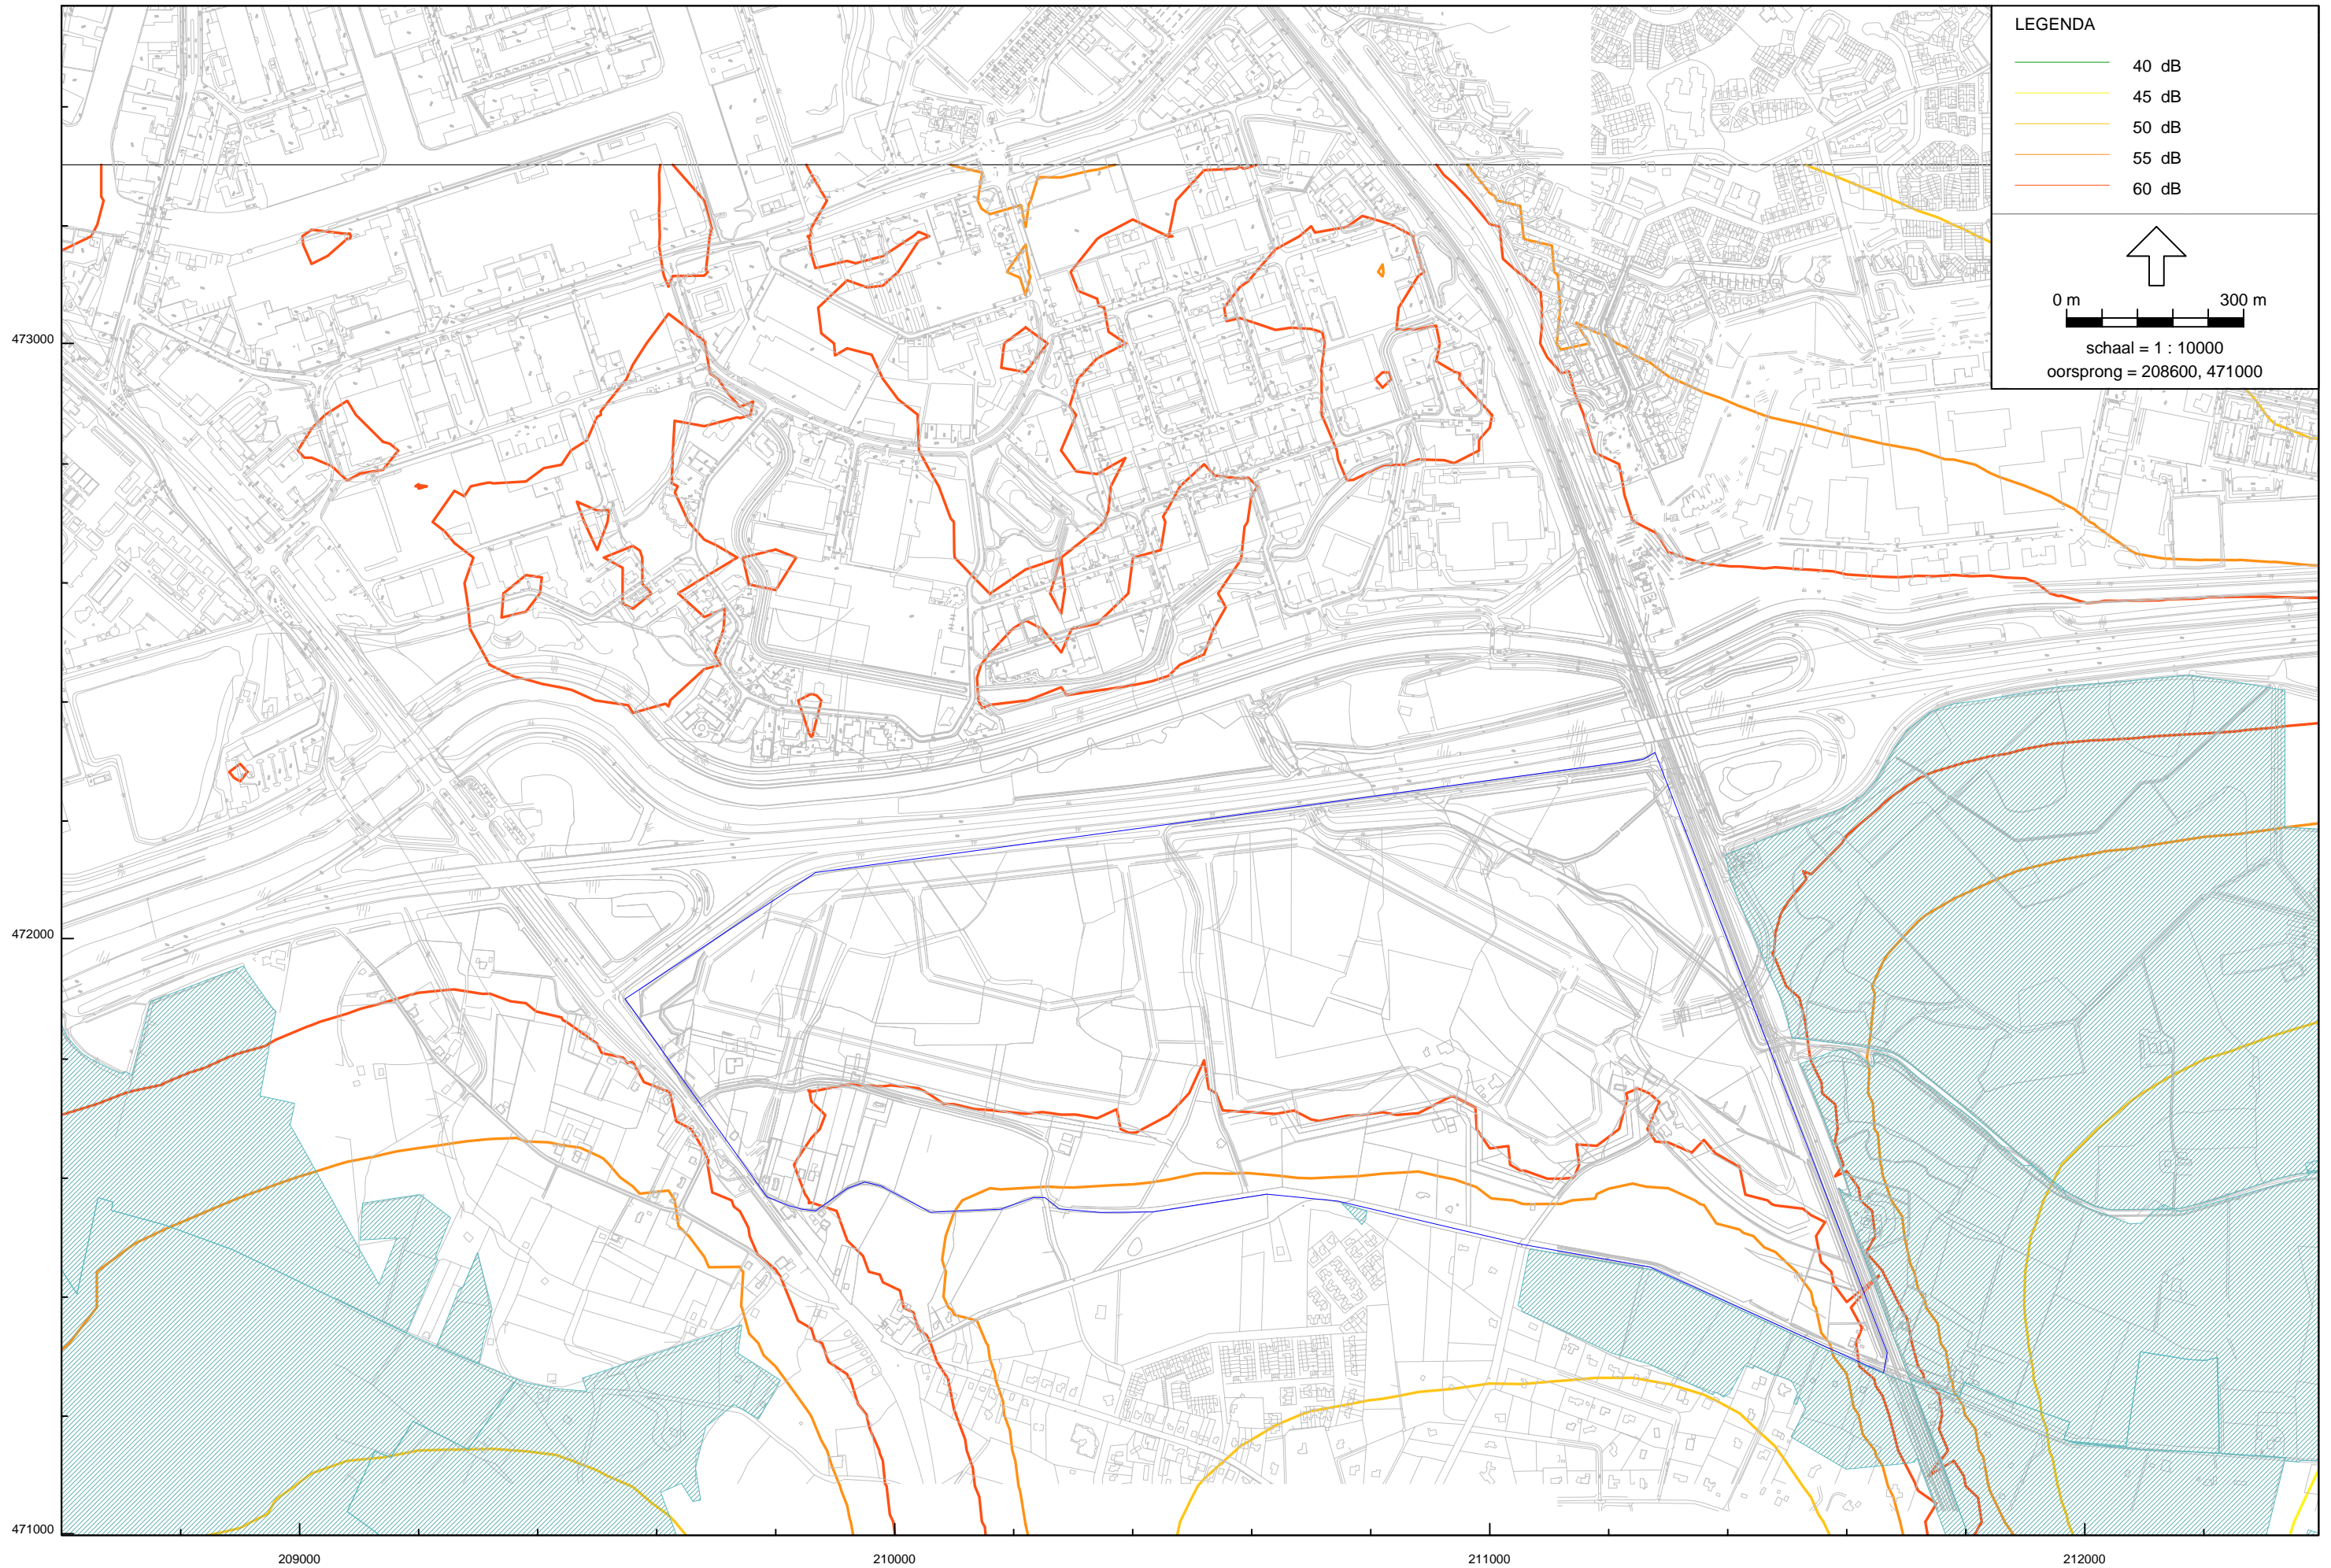 LEGENDA
40 dB
45 dB
50 dB
55 dB
60 dB
0 m 300 m
schaal = 1 : 10000
oorsprong = 208600, 471000
473000
472000
471000
209000 210000 211000 212000